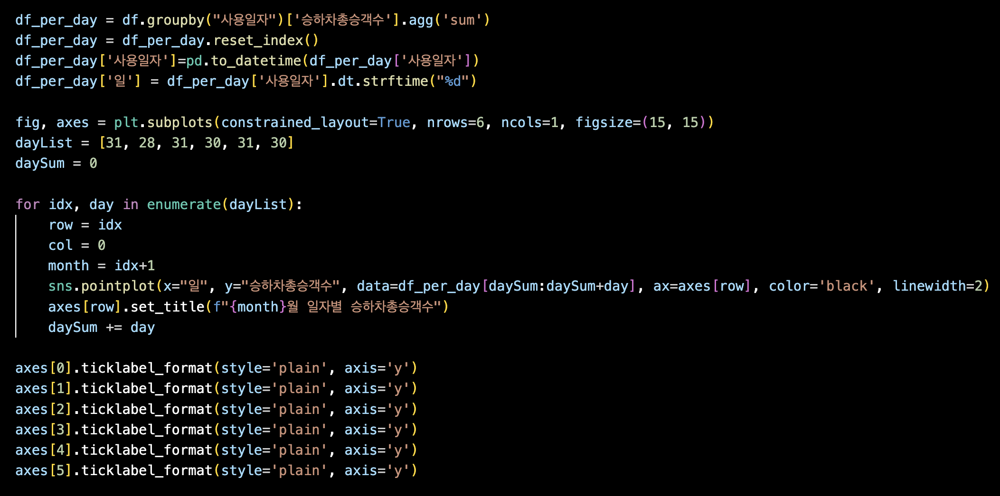 df_per_day = df.groupby("사용일자")['승하차총승객수'].agg('sum')
df_per_day = df_per_day.reset_index()
df_per_day['사용일자']=pd.to_datetime(df_per_day['사용일자'])
df_per_day['일'] = df_per_day['사용일자'].dt.strftime("%d")

fig, axes = plt.subplots(constrained_layout=True, nrows=6, ncols=1, figsize=(15, 15))
dayList = [31, 28, 31, 30, 31, 30]
daySum = 0

for idx, day in enumerate(dayList):
    row = idx
    col = 0
    month = idx+1
    sns.pointplot(x="일", y="승하차총승객수", data=df_per_day[daySum:daySum+day], ax=axes[row], color='black', linewidth=2)
    axes[row].set_title(f"{month}월 일자별 승하차총승객수")
    daySum += day

axes[0].ticklabel_format(style='plain', axis='y')
axes[1].ticklabel_format(style='plain', axis='y')
axes[2].ticklabel_format(style='plain', axis='y')
axes[3].ticklabel_format(style='plain', axis='y')
axes[4].ticklabel_format(style='plain', axis='y')
axes[5].ticklabel_format(style='plain', axis='y')